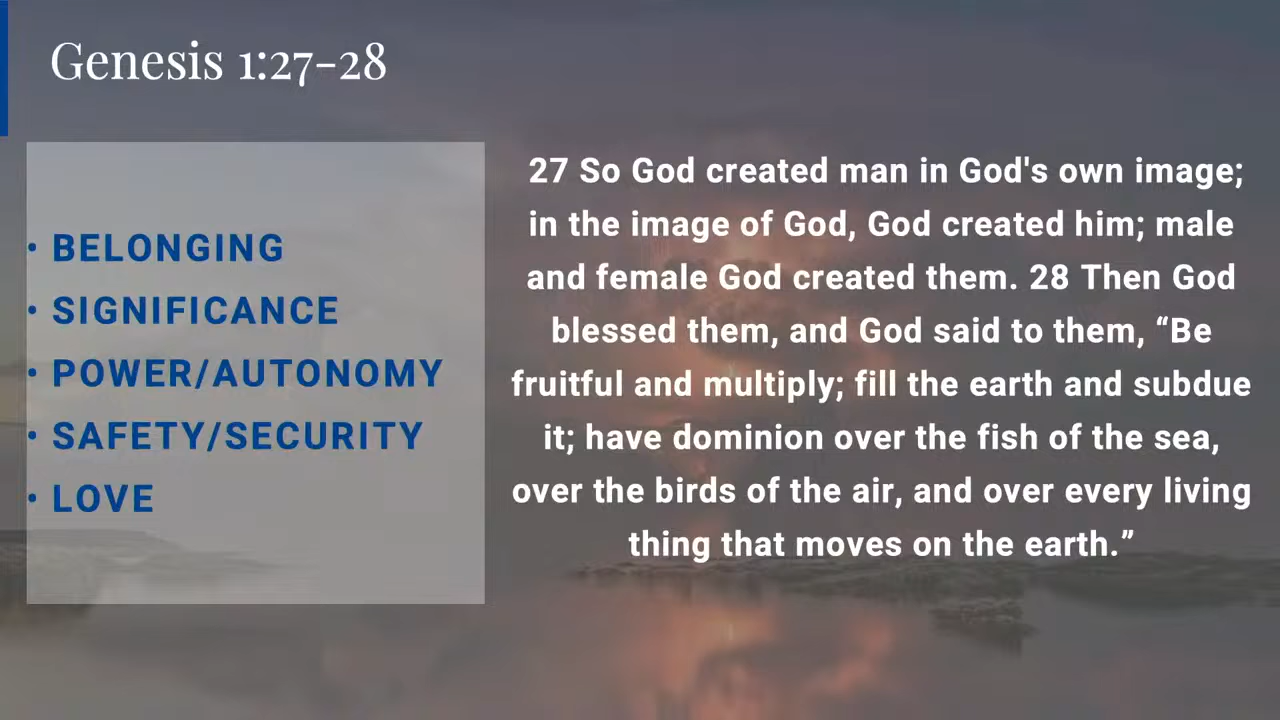 Genesis 1:27-28
• BELONGING
• SIGNIFICANCE
• POWER/AUTONOMY
• SAFETY/SECURITY
• LOVE
27 So God created man in God's own image;
in the image of God, God created him; male
and female God created them. 28 Then God
blessed them, and God said to them, “Be
fruitful and multiply; fill the earth and subdue
it; have dominion over the fish of the sea,
over the birds of the air, and over every living
thing that moves on the earth.”